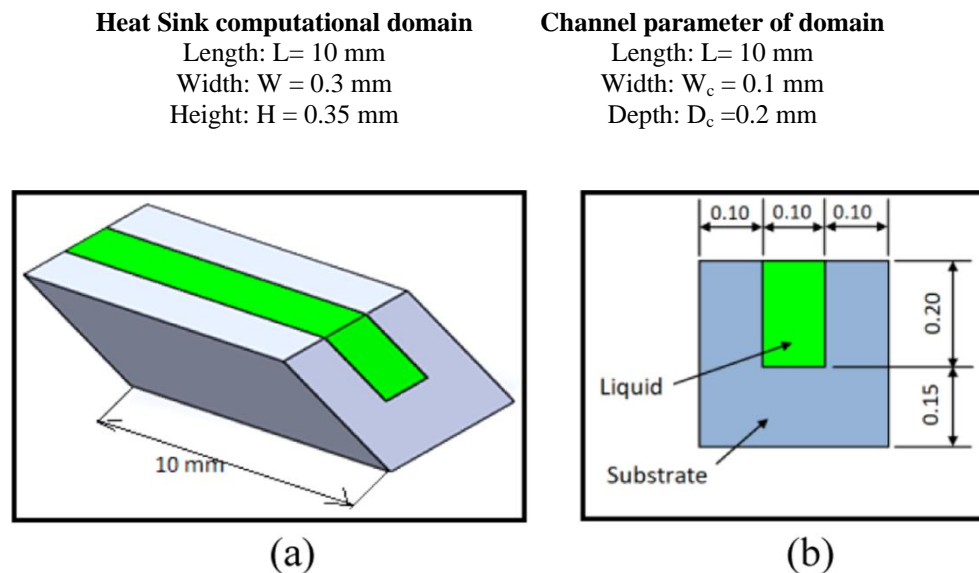 Heat Sink computational domain
Length: L= 10 mm
Width: W = 0.3 mm
Height: H = 0.35 mm
Channel parameter of domain
Length: L= 10 mm
Width: Wc = 0.1 mm
Depth: Dc =0.2 mm
10 mm
(a)
0.10 0.10 0.10
0.20
Liquid
0.15
Substrate
(b)